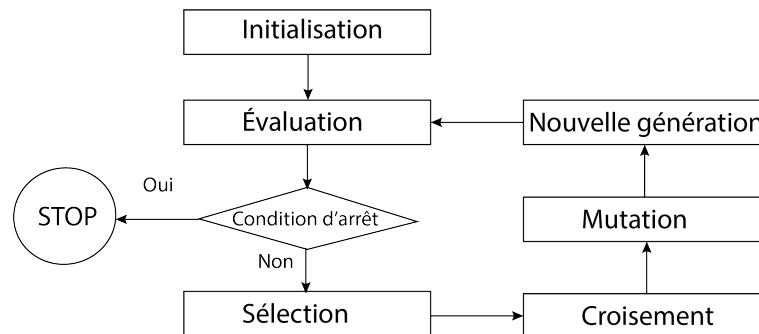 Initialisation
Évaluation
Nouvelle génération
Oui
STOP
Condition d'arrêt
Mutation
Non
Sélection
Croisement